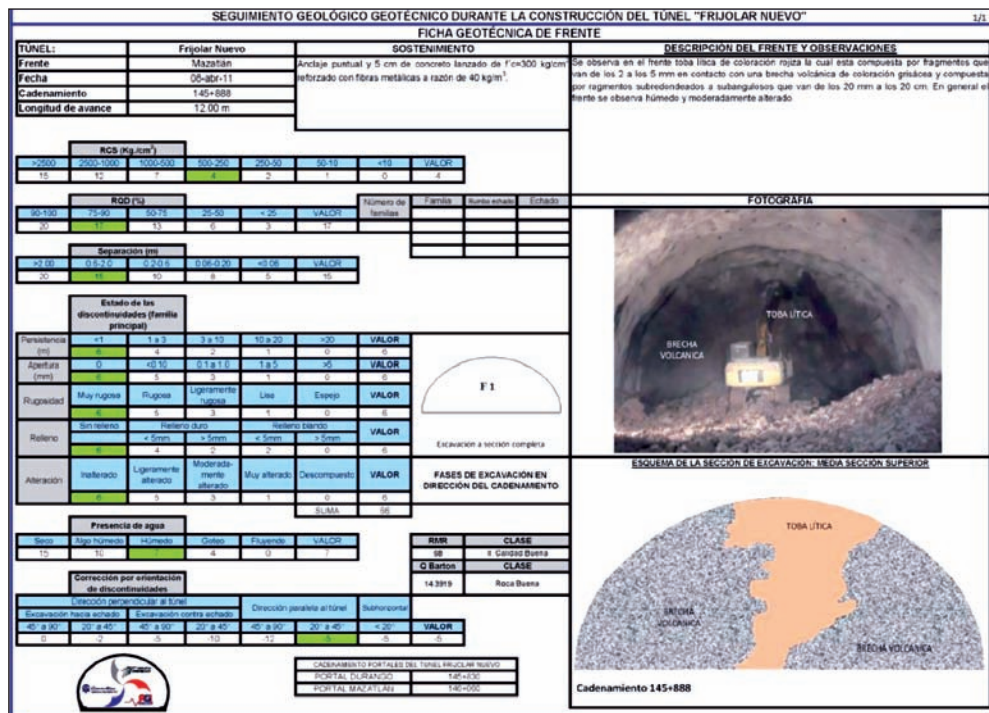 SEGUIMIENTO GEOLÓGICO GEOTÉCNICO DURANTE LA CONSTRUCCIÓN DEL TÚNEL "FRIJOLAR NUEVO"
1/1
FICHA GEOTÉCNICA DE FRENTE
TÚNEL: Frijolar Nuevo
Frente Mazatlán
Fecha 06-abr-11
Cadenamiento 145+888
Longitud de avance 12.00 m
SOSTENIMIENTO
Anclaje puntual y 5 cm de concreto lanzado de f'c=300 kg/cm²
reforzado con fibras metálicas a razón de 40 kg/m³.
DESCRIPCIÓN DEL FRENTE Y OBSERVACIONES
Se observa en el frente toba lítica de coloración rojiza la cual esta compuesta por fragmentos que
van de los 2 a los 5 mm en contacto con una brecha volcánica de coloración grisácea y compuesta
por ragmentos subredondeados a subangulosos que van de los 20 mm a los 20 cm. En general el
frente se observa húmedo y moderadamente alterado
RCS (Kg./cm²)
>2500 2500-1000 1000-500 500-250 250-50 50-10 <10 VALOR
15 12 7 4 2 1 0 4
RQD (%)
90-100 75-90 50-75 25-50 < 25 VALOR
20 17 13 6 3 17
Número de familias Familia Rumbo echado Echado
Separación (m)
>2.00 0.6-2.0 0.2-0.6 0.06-0.20 <0.06 VALOR
20 15 10 8 5 15
Estado de las
discontinuidades (familia
principal)
Persistencia (m) <1 1 a 3 3 a 10 10 a 20 >20 VALOR
6 4 2 1 0 6
Apertura (mm) 0 <0.10 0.1 a 1.0 1 a 5 >5 VALOR
6 5 3 1 0 6
Rugosidad Muy rugosa Rugosa Ligeramente rugosa Lisa Espejo VALOR
6 5 3 1 0 6
Relleno Sin relleno Relleno duro Relleno blando VALOR
< 5mm > 5mm < 5mm > 5mm
6 4 2 2 0 6
Alteración Inalterado Ligeramente alterado Moderada-mente alterado Muy alterado Descompuesto VALOR
6 5 3 1 0 6
SUMA
F 1
Excavación a sección completa
FASES DE EXCAVACIÓN EN
DIRECCIÓN DEL CADENAMIENTO
Presencia de agua
Seco Algo húmedo Húmedo Goteo Fluyendo VALOR
15 10 7 4 0 7
RMR CLASE
II. Calidad Buena
Q Barton CLASE
14.3919 Roca Buena
Corrección por orientación
de discontinuidades
Dirección perpendicular al túnel Dirección paralela al túnel Subhorizontal
Excavación hacia echado Excavación contra echado
45° a 90° 20° a 45° 45° a 90° 20° a 45° 45° a 90° 20° a 45° < 20° VALOR
0 -2 -5 -10 -12 -5 -5 -5
CADENAMIENTO PORTALES DEL TUNEL FRIJOLAR NUEVO
PORTAL DURANGO
PORTAL MAZATLÁN
FOTOGRAFÍA
TOBA LÍTICA
BRECHA
VOLCANICA
ESQUEMA DE LA SECCIÓN DE EXCAVACIÓN: MEDIA SECCIÓN SUPERIOR
TOBA LÍTICA
BRECHA
VOLCANICA
BRECHA VOLCANICA
Cadenamiento 145+888